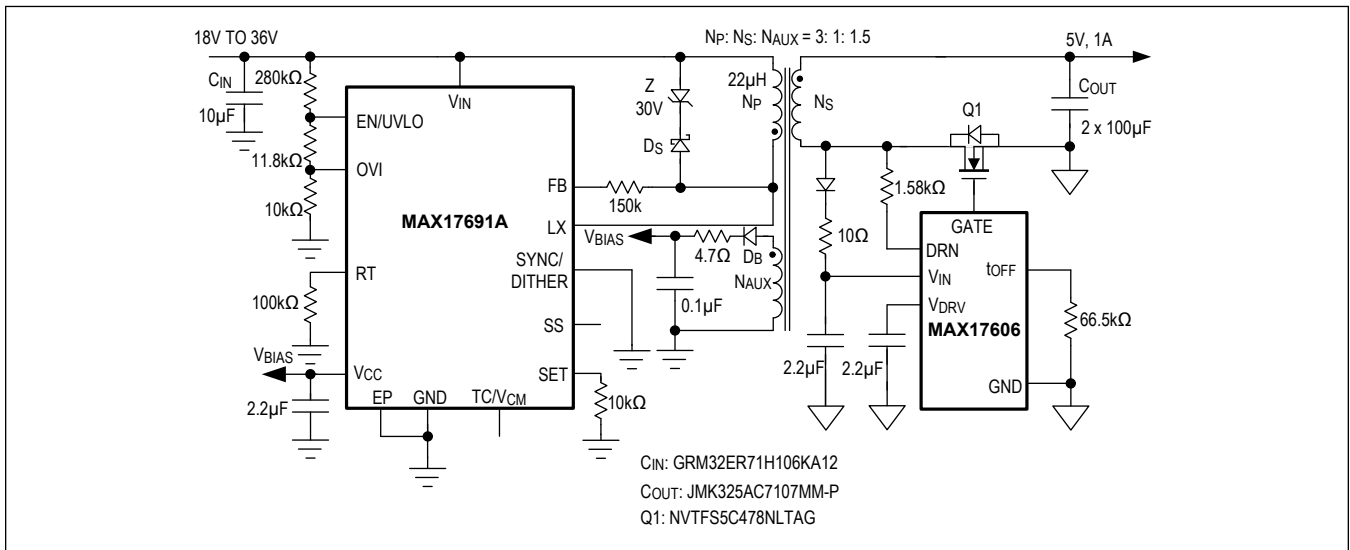 18V TO 36V
NP: NS: NAUX = 3: 1: 1.5
5V, 1A
CIN
10µF
280kΩ
11.8kΩ
10kΩ
VIN
EN/UVLO
OVI
MAX17691A
FB
LX
SYNC/
DITHER
SS
SET
RT
VCC
EP
GND
TC/VCM
100kΩ
VBIAS
2.2µF
10kΩ
Z
30V
DS
150k
VBIAS
4.7Ω
DB
NAUX
0.1µF
22µH
NP
NS
10Ω
1.58kΩ
Q1
COUT
2 x 100µF
GATE
DRN
VIN
VDRV
tOFF
MAX17606
GND
66.5kΩ
2.2µF
2.2µF
CIN: GRM32ER71H106KA12
COUT: JMK325AC7107MM-P
Q1: NVTFS5C478NLTAG